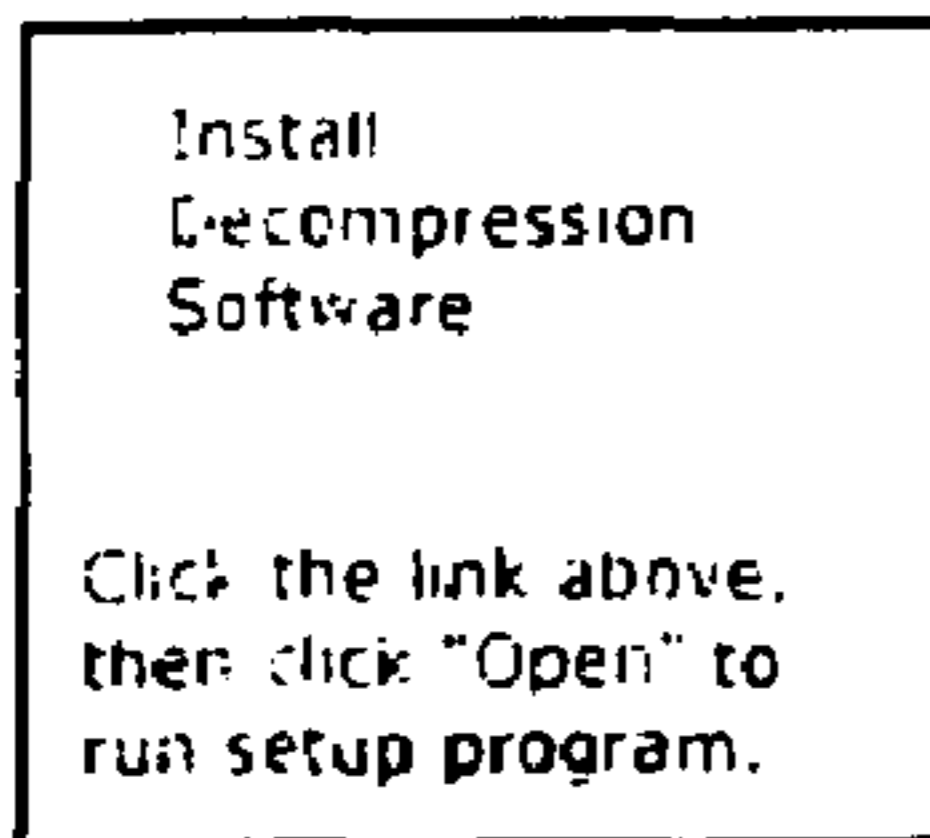 Install
Decompression
Software
Click the link above,
then click "Open" to
run setup program.